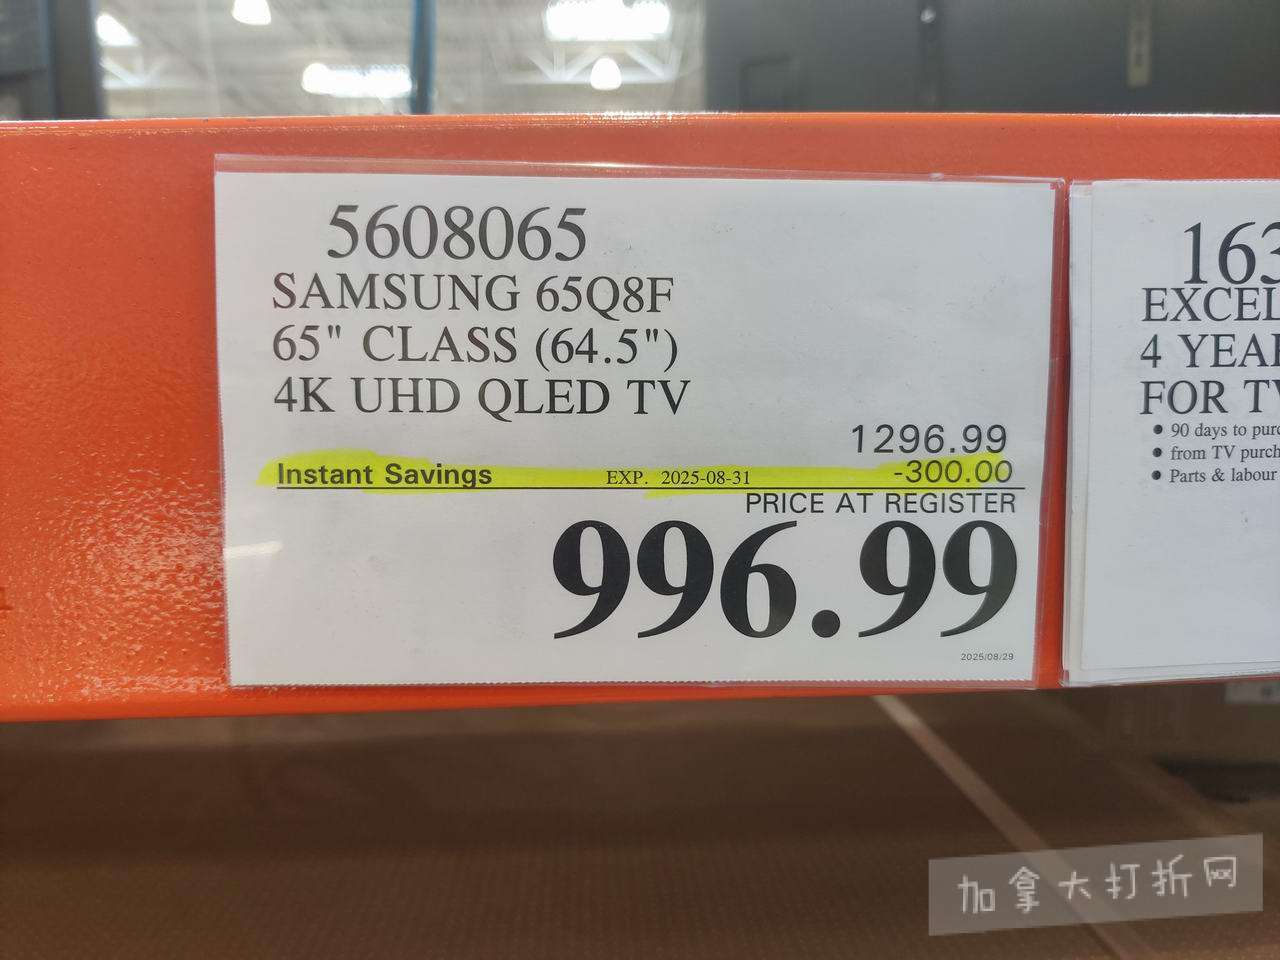 5608065
SAMSUNG 65Q8F
65" CLASS (64.5")
4K UHD QLED TV
1296.99
Instant Savings EXP. 2025-08-31 -300.00
PRICE AT REGISTER
996.99
2025/08/29
163
EXCEL
4 YEAR
FOR TV
• 90 days to purc
• from TV purch
• Parts & labour
加拿大打折网